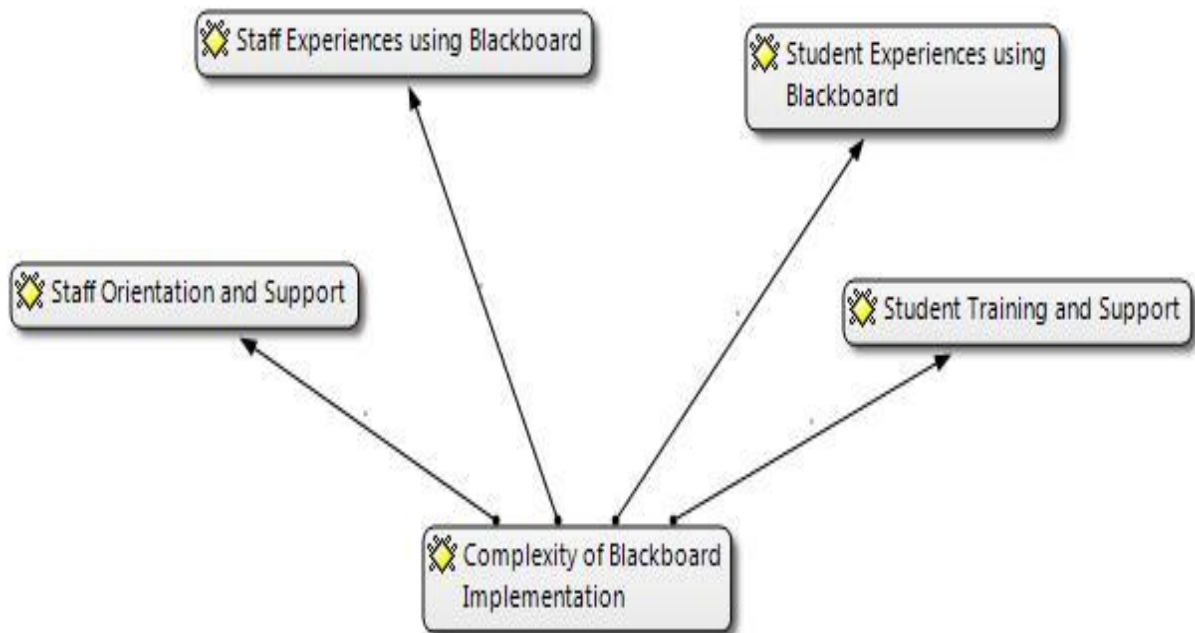 Staff Experiences using Blackboard
Student Experiences using
Blackboard
Staff Orientation and Support
Student Training and Support
Complexity of Blackboard
Implementation